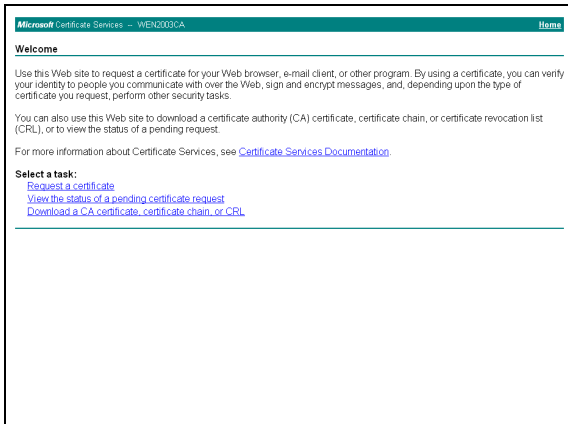 Microsoft Certificate Services -- WEN2003CA Home
Welcome
Use this Web site to request a certificate for your Web browser, e-mail client, or other program. By using a certificate, you can verify
your identity to people you communicate with over the Web, sign and encrypt messages, and, depending upon the type of
certificate you request, perform other security tasks.
You can also use this Web site to download a certificate authority (CA) certificate, certificate chain, or certificate revocation list
(CRL), or to view the status of a pending request.
For more information about Certificate Services, see Certificate Services Documentation.
Select a task:
Request a certificate
View the status of a pending certificate request
Download a CA certificate, certificate chain, or CRL